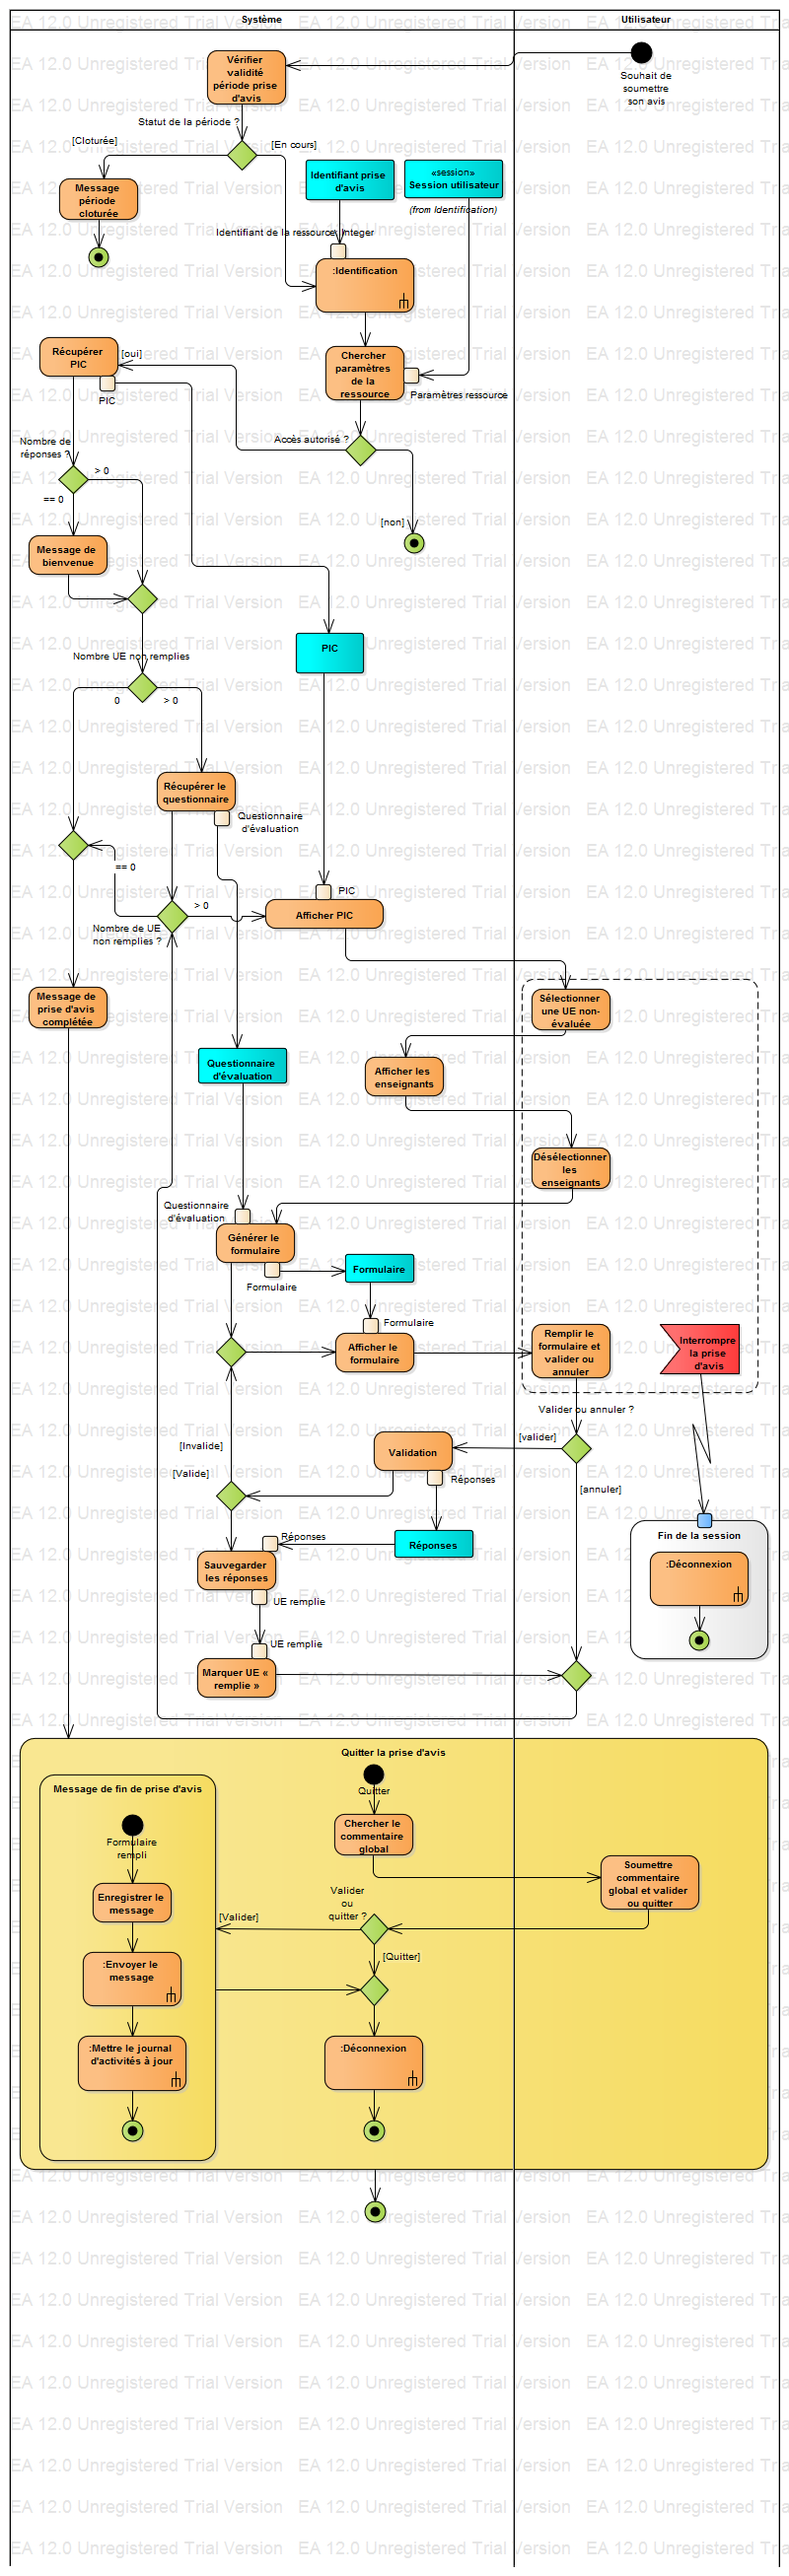 Système
Utilisateur
Vérifier
validité
période prise
d'avis
Souhait de
soumettre
son avis
Statut de la période ?
[Cloturée]
[En cours]
Message
période
cloturée
Identifiant prise
d'avis
«session»
Session utilisateur
(from Identification)
Identifiant de la ressource: Integer
:Identification
Récupérer
PIC
[oui]
Chercher
paramètres
de la
ressource
Paramètres ressource
PIC
Accès autorisé ?
Nombre de
réponses ?
> 0
== 0
[non]
Message de
bienvenue
PIC
Nombre UE non remplies
0
> 0
Récupérer le
questionnaire
Questionnaire
d'évaluation
== 0
PIC
> 0
Afficher PIC
Nombre de UE
non remplies ?
Message de
prise d'avis
complétée
Sélectionner
une UE non-
évaluée
Questionnaire
d'évaluation
Afficher les
enseignants
Désélectionner
les
enseignants
Questionnaire
d'évaluation
Générer le
formulaire
Formulaire
Formulaire
Formulaire
Afficher le
formulaire
Remplir le
formulaire et
valider ou
annuler
Interrompre
la prise
d'avis
Valider ou annuler ?
[valider]
[Invalide]
Validation
[Valide]
Réponses
[annuler]
Réponses
Réponses
Fin de la session
:Déconnexion
Sauvegarder
les réponses
UE remplie
UE remplie
Marquer UE «
remplie »
Quitter la prise d'avis
Message de fin de prise d'avis
Quitter
Formulaire
rempli
Chercher le
commentaire
global
Soumettre
commentaire
global et valider
ou quitter
Enregistrer le
message
Valider
ou
quitter ?
[Valider]
[Quitter]
:Envoyer le
message
:Mettre le journal
d'activités à jour
:Déconnexion
EA 12.0 Unregistered Trial Version